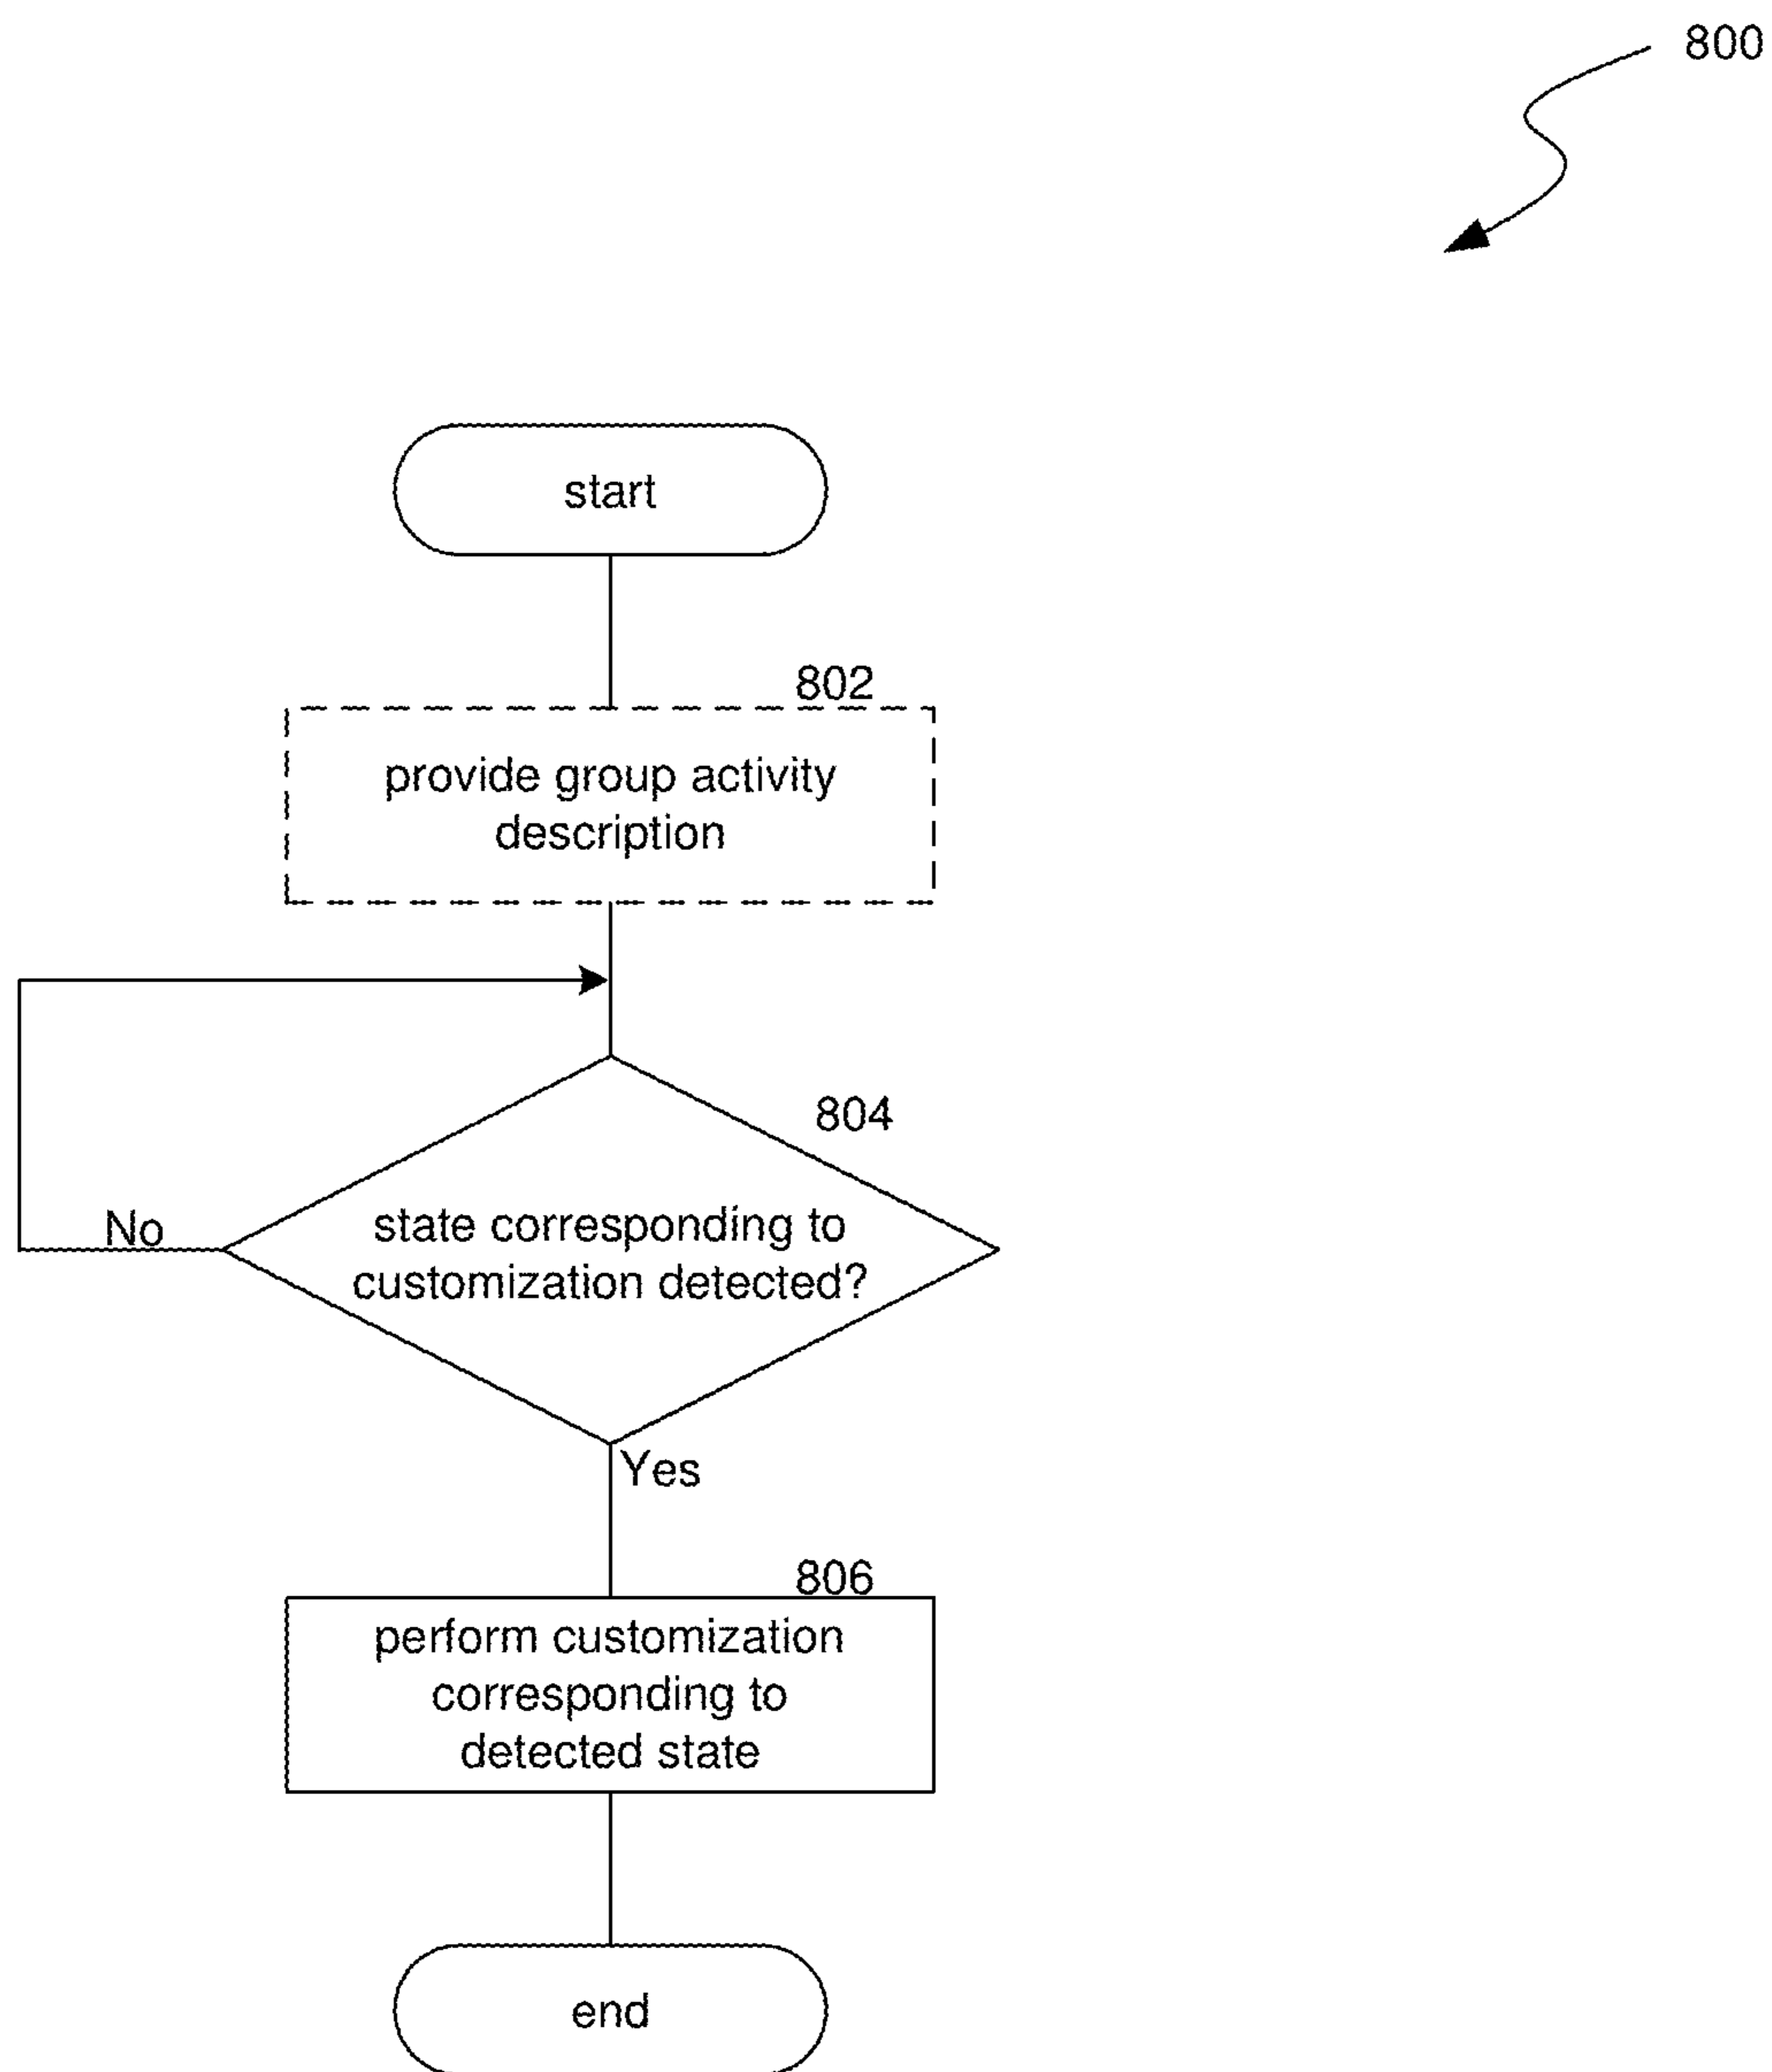 800
start
802
provide group activity
description
804
No
state corresponding to
customization detected?
Yes
806
perform customization
corresponding to
detected state
end